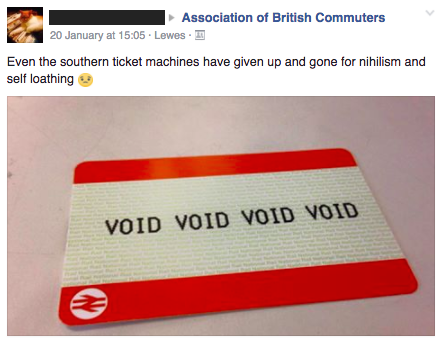 Association of British Commuters
20 January at 15:05 · Lewes ·
Even the southern ticket machines have given up and gone for nihilism and
self loathing
VOID VOID VOID VOID